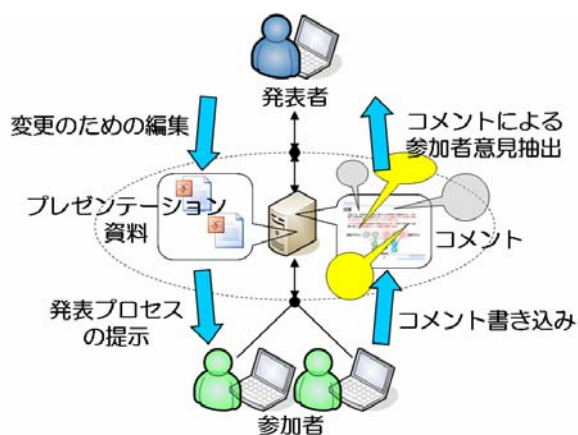 発表者
変更のための編集
コメントによる
参加者意見抽出
プレゼンテーション
資料
コメント
発表プロセス
の提示
コメント書き込み
参加者